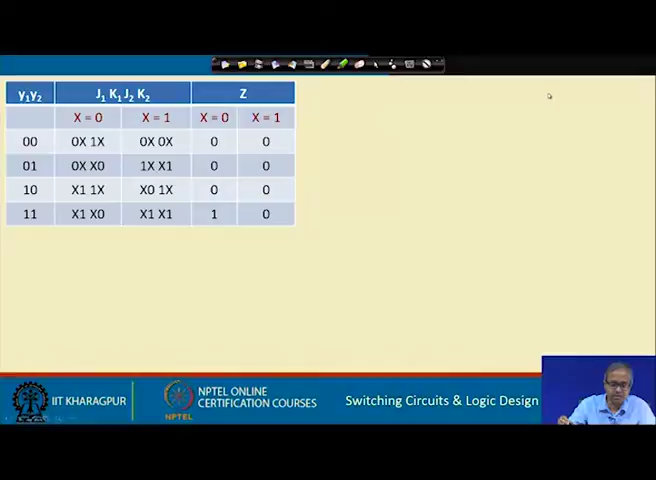 y1y2 J1 K1 J2 K2 Z
X = 0 X = 1 X = 0 X = 1
00 0X 1X 0X 0X 0 0
01 0X X0 1X X1 0 0
10 X1 1X X0 1X 0 0
11 X1 X0 X1 X1 1 0
IIT KHARAGPUR
NPTEL
NPTEL ONLINE
CERTIFICATION COURSES
Switching Circuits & Logic Design